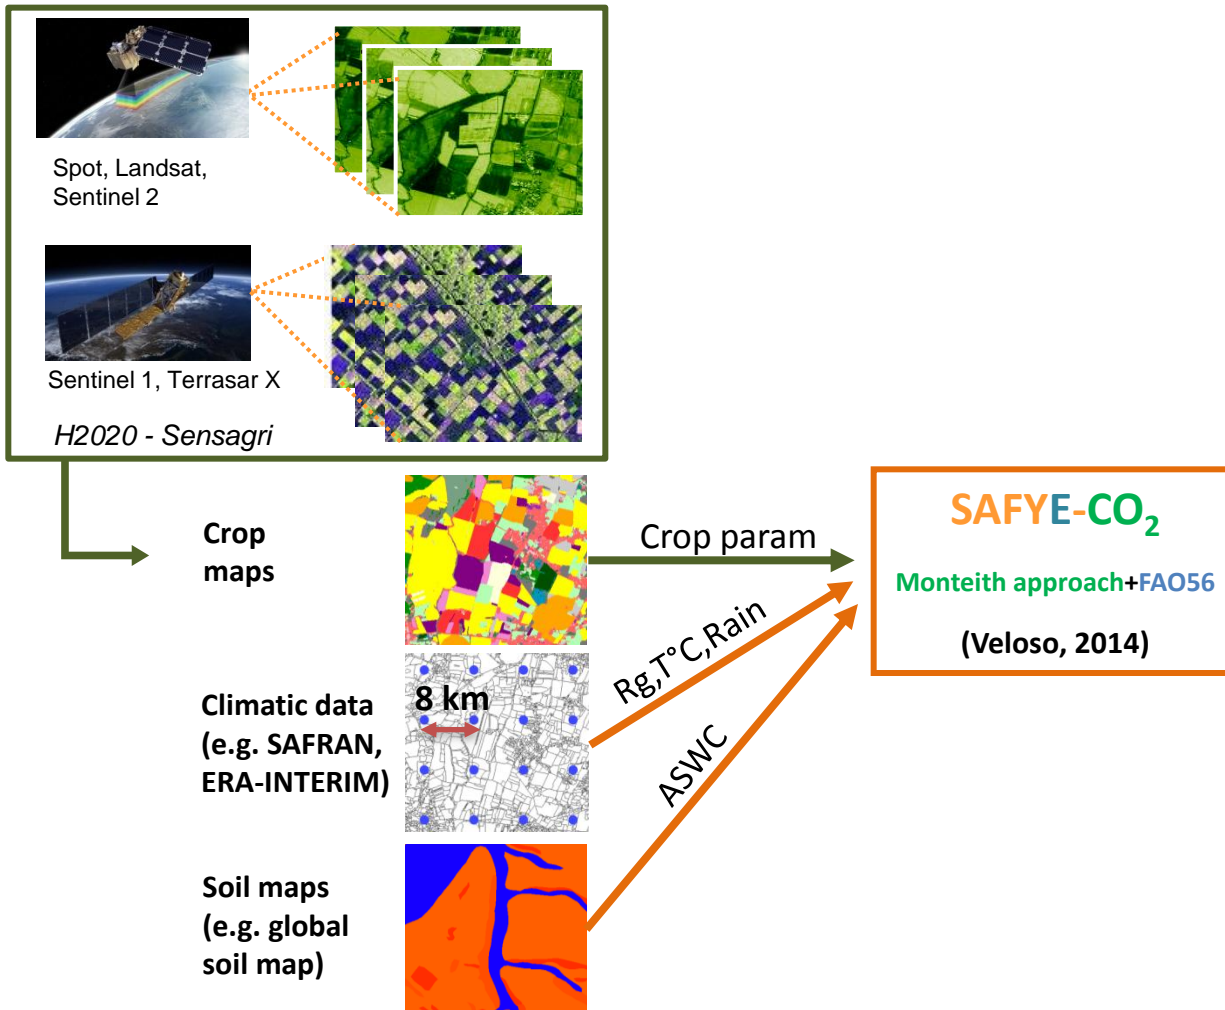 Spot, Landsat,
Sentinel 2
Sentinel 1, Terrasar X
H2020 - Sensagri
Crop
maps
Crop param
SAFYE-CO₂
Monteith approach+FAO56
(Veloso, 2014)
Climatic data
(e.g. SAFRAN,
ERA-INTERIM)
8 km
Rg,T°C,Rain
ASWC
Soil maps
(e.g. global
soil map)